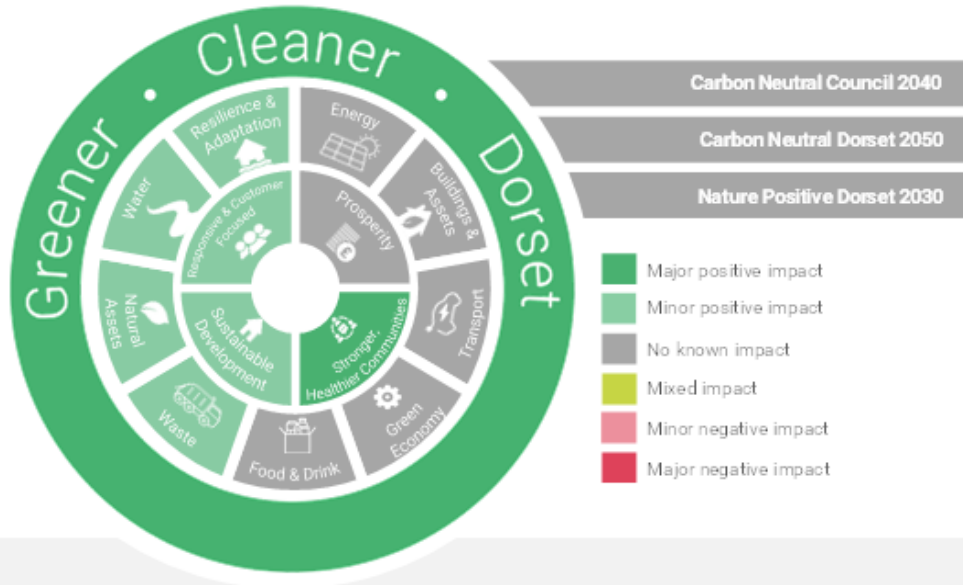 Greener · Cleaner · Dorset
Carbon Neutral Council 2040
Carbon Neutral Dorset 2050
Nature Positive Dorset 2030
Resilience &
Adaptation
Energy
Buildings &
Assets
Transport
Green
Economy
Food & Drink
Waste
Natural
Assets
Water
Responsive & Customer
Focused
Prosperity
Stronger,
Healthier Communities
Sustainable
Development
Major positive impact
Minor positive impact
No known impact
Mixed impact
Minor negative impact
Major negative impact